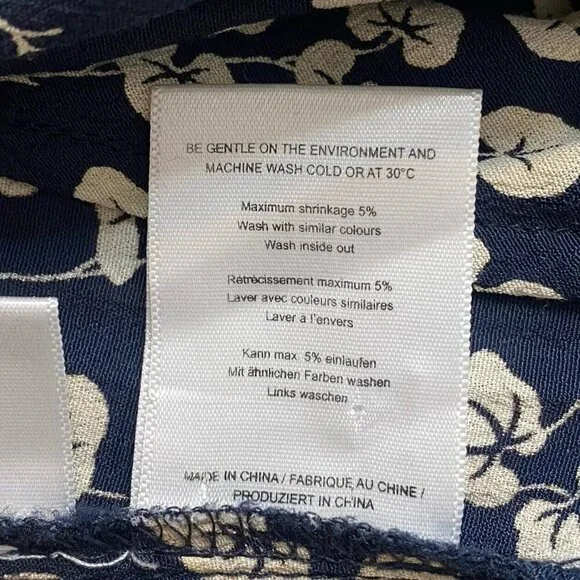 BE GENTLE ON THE ENVIRONMENT AND
MACHINE WASH COLD OR AT 30°C
Maximum shrinkage 5%
Wash with similar colours
Wash inside out
Rétrécissement maximum 5%
Laver avec couleurs similaires
Laver à l'envers
Kann max. 5% einlaufen
Mit ähnlichen Farben waschen
Links waschen
MADE IN CHINA / FABRIQUE AU CHINE /
PRODUZIERT IN CHINA